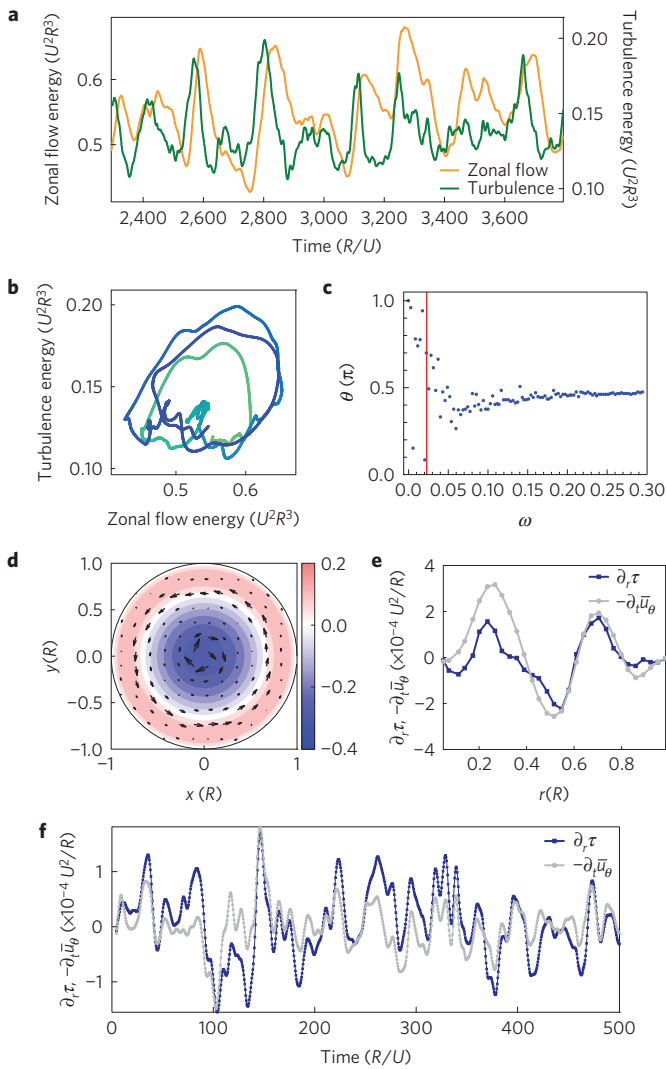 a
Zonal flow energy (U²R³)
0.6
0.5
Turbulence energy (U²R³)
0.20
0.15
0.10
Zonal flow
Turbulence
2,400 2,600 2,800 3,000 3,200 3,400 3,600
Time (R/U)
b
Turbulence energy (U²R³)
0.20
0.15
0.10
0.5 0.6
Zonal flow energy (U²R³)
c
θ (π)
1.0
0.5
0.0
0.0 0.05 0.10 0.15 0.20 0.25 0.30
ω
d
y(R)
1.0
0.5
0.0
−0.5
−1.0
−1 0 1
x (R)
0.2
0
−0.2
−0.4
e
∂rτ, −∂tūθ (×10⁻⁴ U²/R)
4
2
0
−2
−4
∂rτ
−∂tūθ
0.2 0.4 0.6 0.8
r(R)
f
∂rτ, −∂tūθ (×10⁻⁴ U²/R)
1
0
−1
∂rτ
−∂tūθ
0 100 200 300 400 500
Time (R/U)